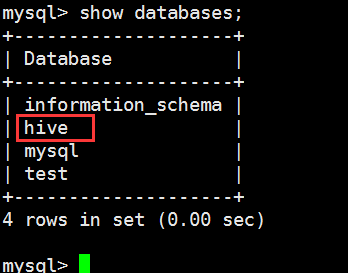 mysql> show databases;
+--------------------+
| Database           |
+--------------------+
| information_schema |
| hive               |
| mysql              |
| test               |
+--------------------+
4 rows in set (0.00 sec)
mysql>